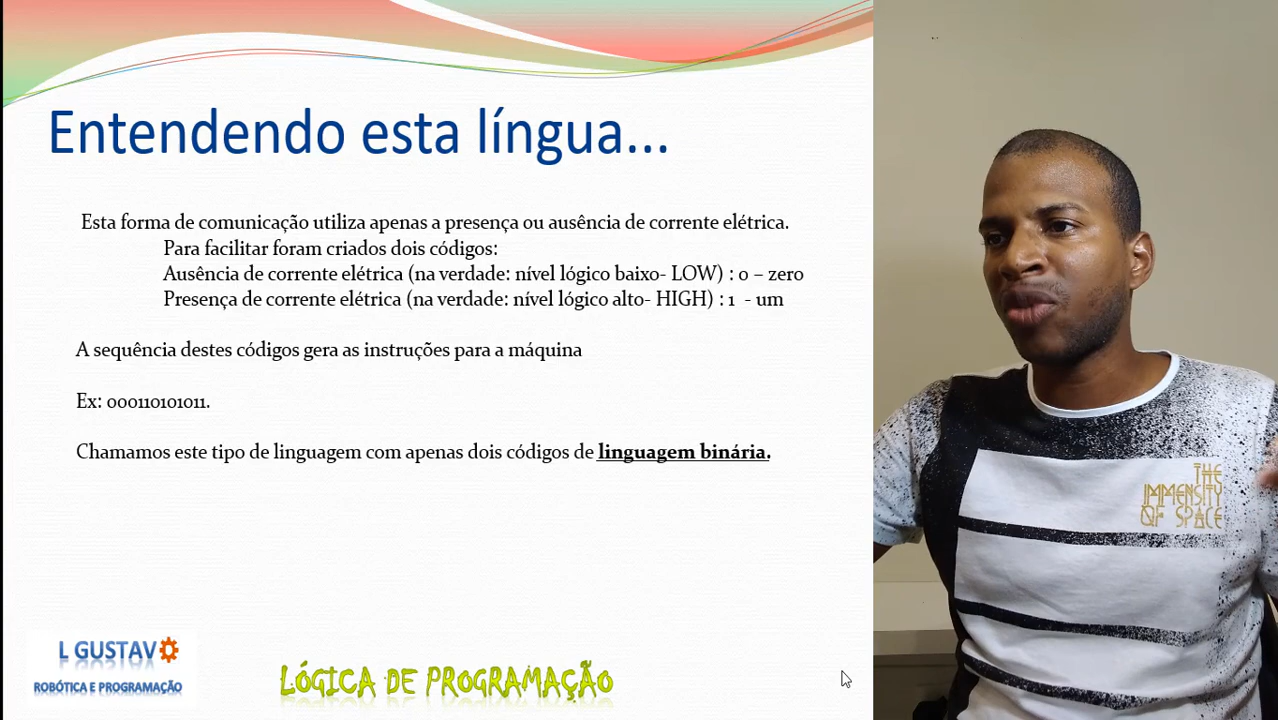 Entendendo esta língua...
Esta forma de comunicação utiliza apenas a presença ou ausência de corrente elétrica.
Para facilitar foram criados dois códigos:
Ausência de corrente elétrica (na verdade: nível lógico baixo- LOW) : 0 – zero
Presença de corrente elétrica (na verdade: nível lógico alto- HIGH) : 1 - um
A sequência destes códigos gera as instruções para a máquina
Ex: 000110101011.
Chamamos este tipo de linguagem com apenas dois códigos de linguagem binária.
L GUSTAVO
ROBÓTICA E PROGRAMAÇÃO
LÓGICA DE PROGRAMAÇÃO
THE
IMMENSITY
OF SPACE